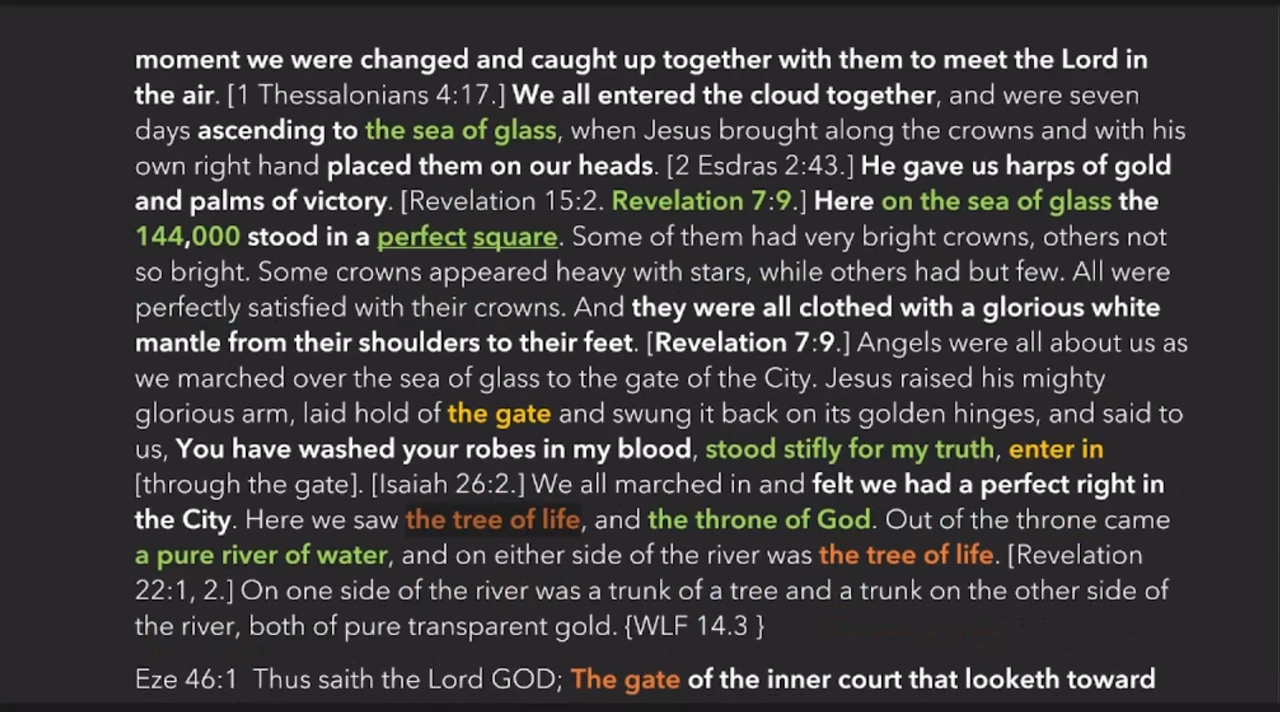 moment we were changed and caught up together with them to meet the Lord in
the air. [1 Thessalonians 4:17.] We all entered the cloud together, and were seven
days ascending to the sea of glass, when Jesus brought along the crowns and with his
own right hand placed them on our heads. [2 Esdras 2:43.] He gave us harps of gold
and palms of victory. [Revelation 15:2. Revelation 7:9.] Here on the sea of glass the
144,000 stood in a perfect square. Some of them had very bright crowns, others not
so bright. Some crowns appeared heavy with stars, while others had but few. All were
perfectly satisfied with their crowns. And they were all clothed with a glorious white
mantle from their shoulders to their feet. [Revelation 7:9.] Angels were all about us as
we marched over the sea of glass to the gate of the City. Jesus raised his mighty
glorious arm, laid hold of the gate and swung it back on its golden hinges, and said to
us, You have washed your robes in my blood, stood stifly for my truth, enter in
[through the gate]. [Isaiah 26:2.] We all marched in and felt we had a perfect right in
the City. Here we saw the tree of life, and the throne of God. Out of the throne came
a pure river of water, and on either side of the river was the tree of life. [Revelation
22:1, 2.] On one side of the river was a trunk of a tree and a trunk on the other side of
the river, both of pure transparent gold. {WLF 14.3 }
Eze 46:1 Thus saith the Lord GOD; The gate of the inner court that looketh toward